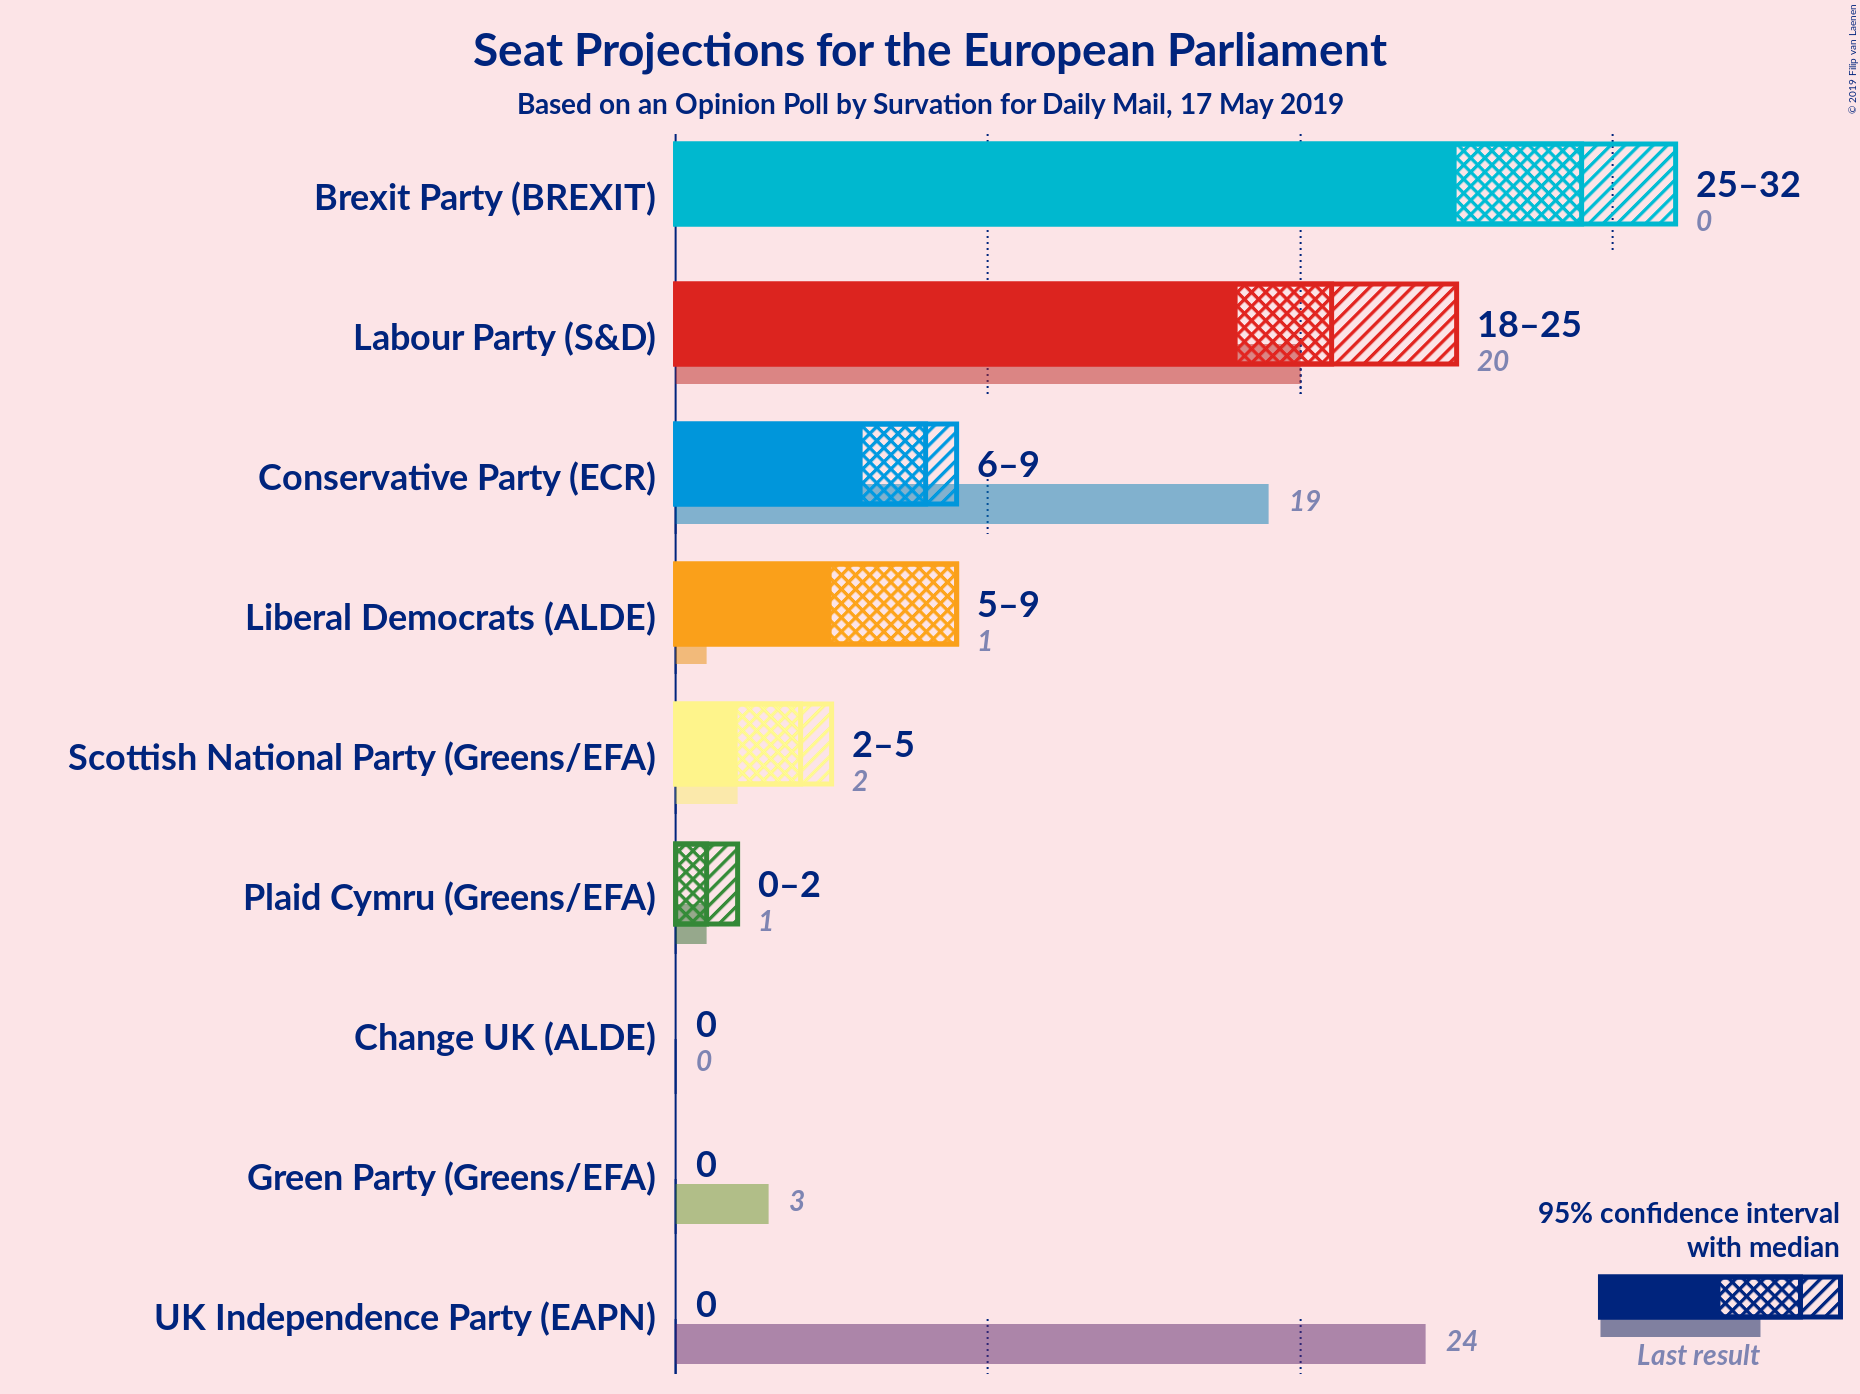 Seat Projections for the European Parliament
Based on an Opinion Poll by Survation for Daily Mail, 17 May 2019
© 2019 Filip van Laenen
Brexit Party (BREXIT)
25–32
0
Labour Party (S&D)
18–25
20
Conservative Party (ECR)
6–9
19
Liberal Democrats (ALDE)
5–9
1
Scottish National Party (Greens/EFA)
2–5
2
Plaid Cymru (Greens/EFA)
0–2
1
Change UK (ALDE)
0
0
Green Party (Greens/EFA)
0
3
UK Independence Party (EAPN)
0
24
95% confidence interval
with median
Last result